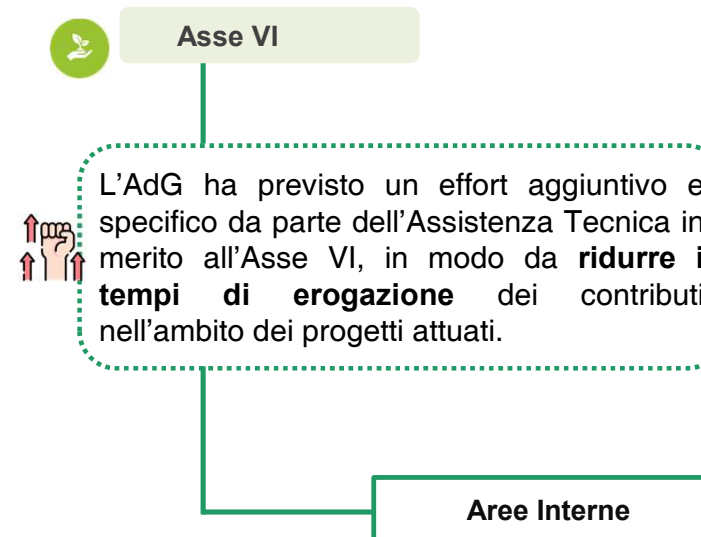 Asse VI
L’AdG ha previsto un effort aggiuntivo e
specifico da parte dell’Assistenza Tecnica in
merito all’Asse VI, in modo da ridurre i
tempi di erogazione dei contributi
nell’ambito dei progetti attuati.
Aree Interne